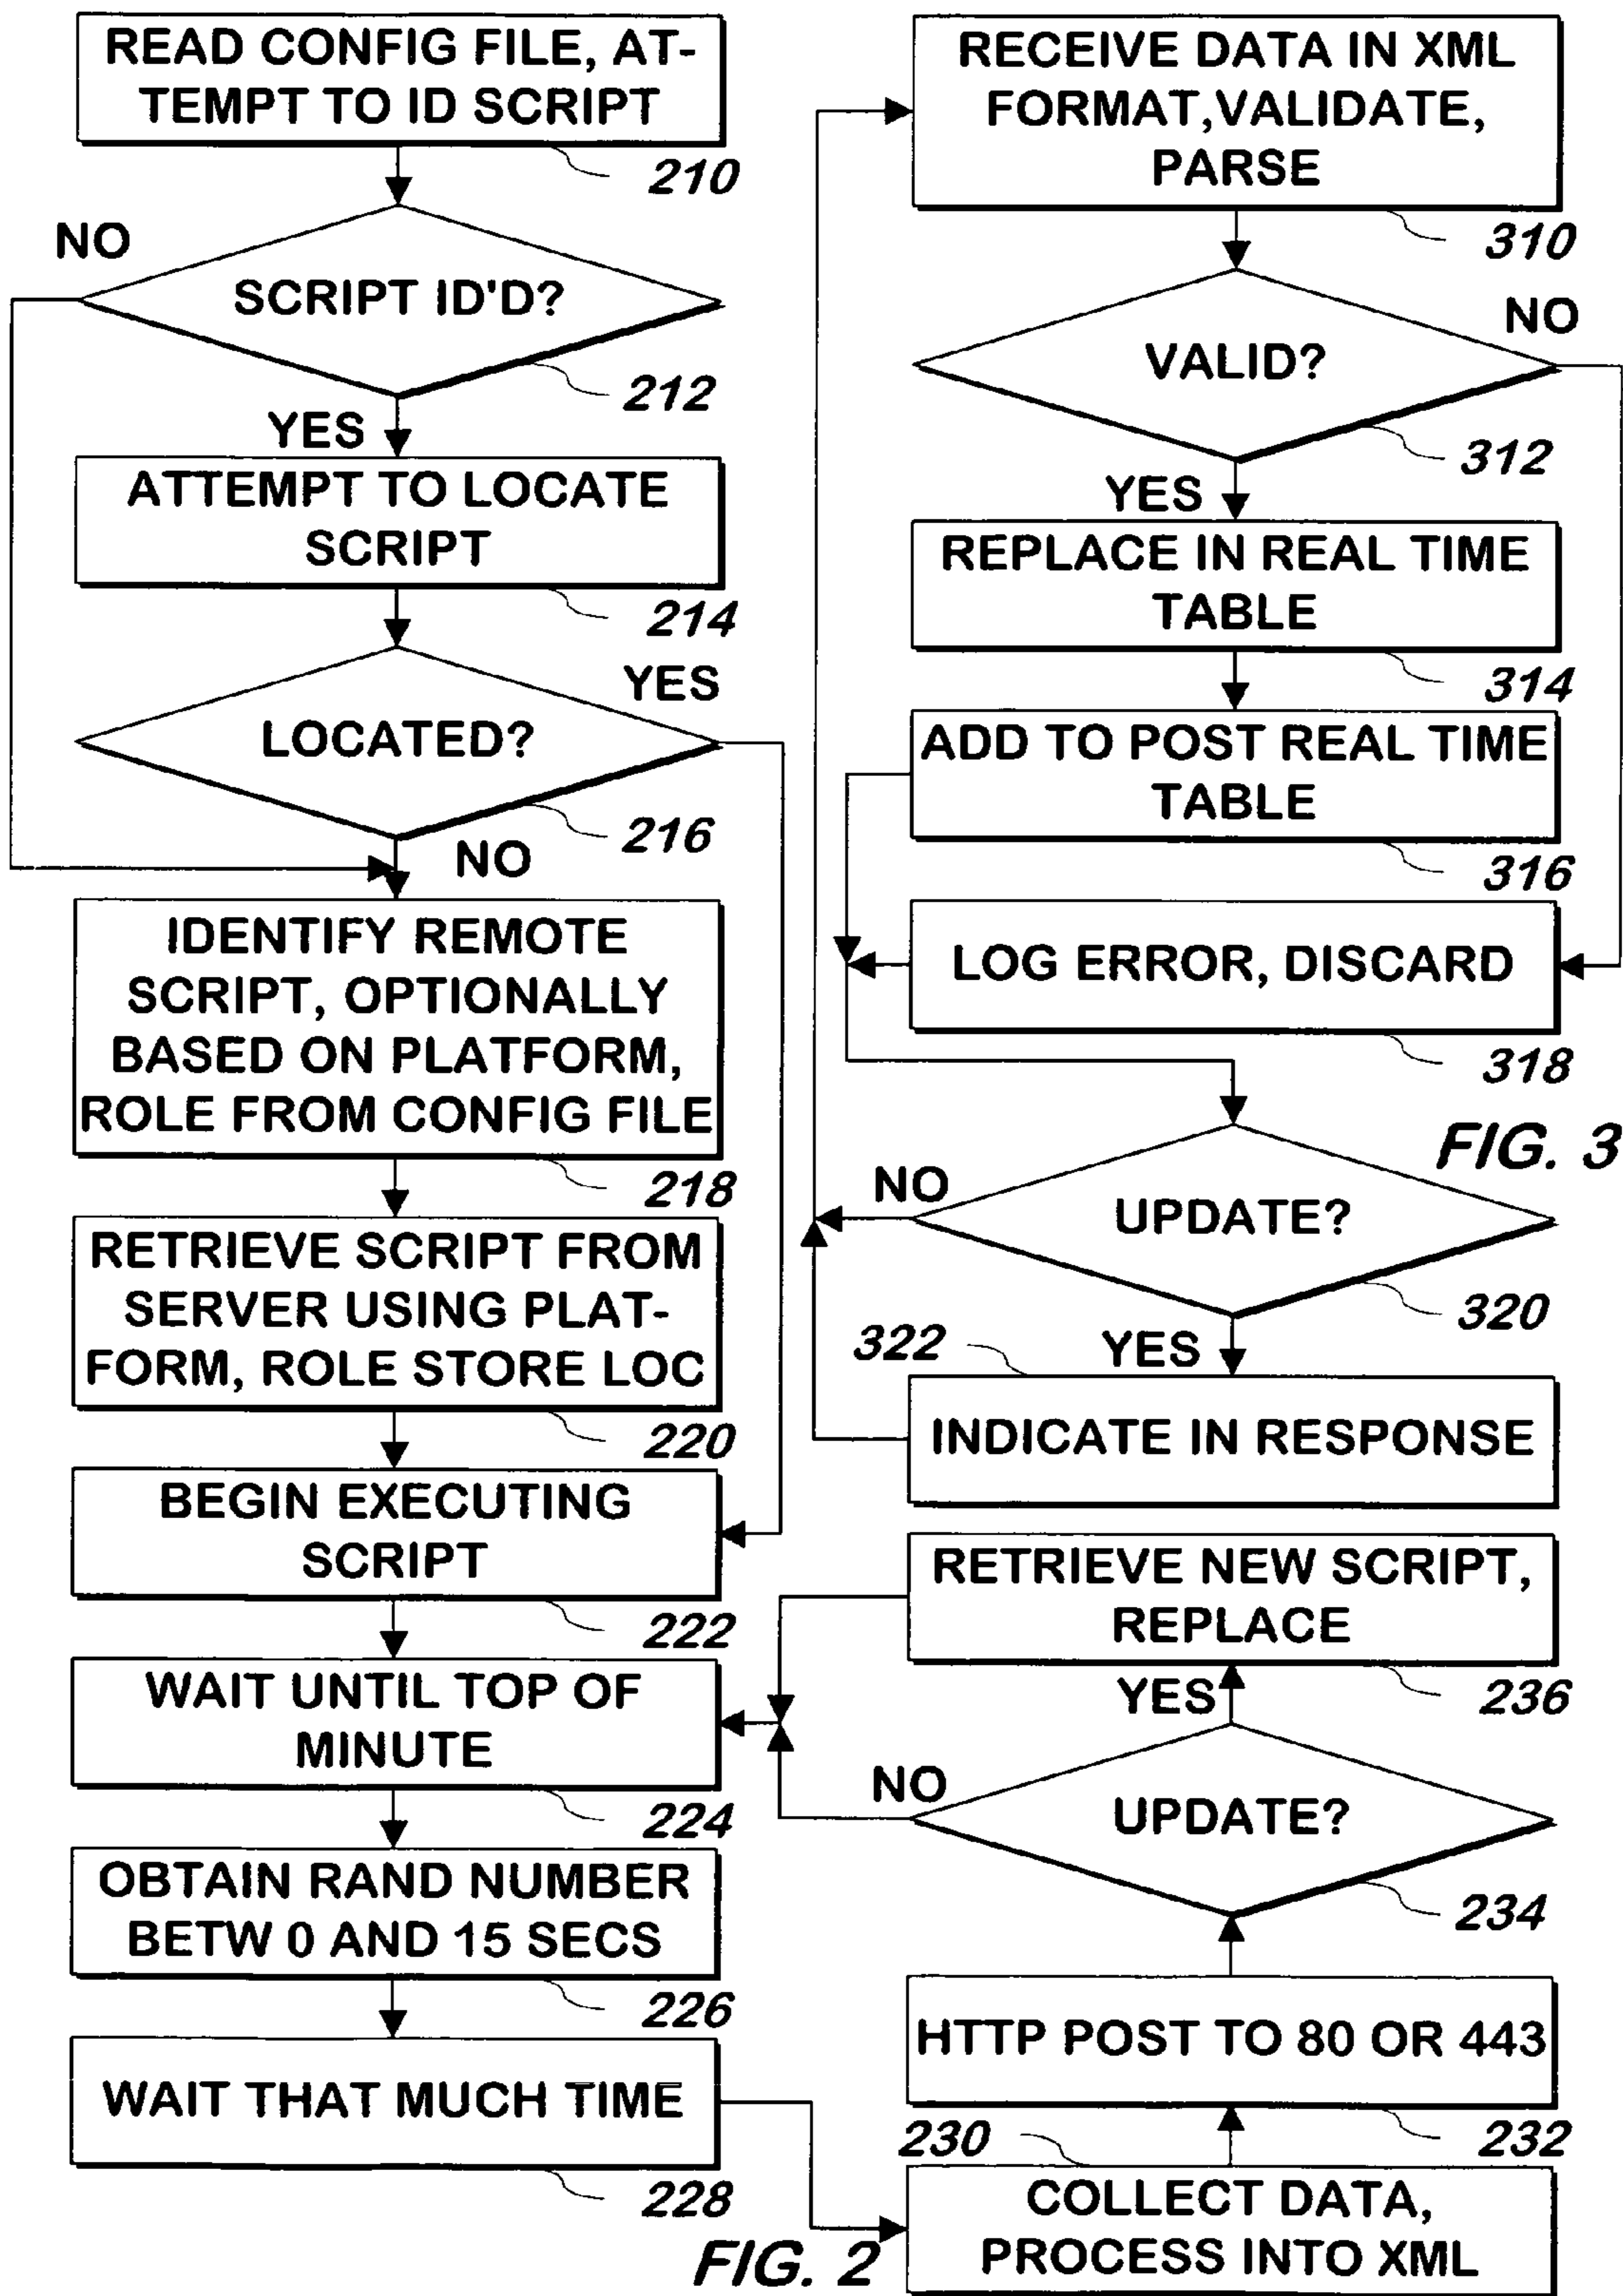 READ CONFIG FILE, AT-
TEMPT TO ID SCRIPT
210
NO
SCRIPT ID'D?
212
YES
ATTEMPT TO LOCATE
SCRIPT
214
YES
LOCATED?
216
NO
IDENTIFY REMOTE
SCRIPT, OPTIONALLY
BASED ON PLATFORM,
ROLE FROM CONFIG FILE
218
RETRIEVE SCRIPT FROM
SERVER USING PLAT-
FORM, ROLE STORE LOC
220
BEGIN EXECUTING
SCRIPT
222
WAIT UNTIL TOP OF
MINUTE
224
OBTAIN RAND NUMBER
BETW 0 AND 15 SECS
226
WAIT THAT MUCH TIME
228
FIG. 2
RECEIVE DATA IN XML
FORMAT,VALIDATE,
PARSE
310
NO
VALID?
312
YES
REPLACE IN REAL TIME
TABLE
314
ADD TO POST REAL TIME
TABLE
316
LOG ERROR, DISCARD
318
FIG. 3
NO
UPDATE?
320
322
YES
INDICATE IN RESPONSE
RETRIEVE NEW SCRIPT,
REPLACE
YES
236
NO
UPDATE?
234
HTTP POST TO 80 OR 443
230
232
COLLECT DATA,
PROCESS INTO XML